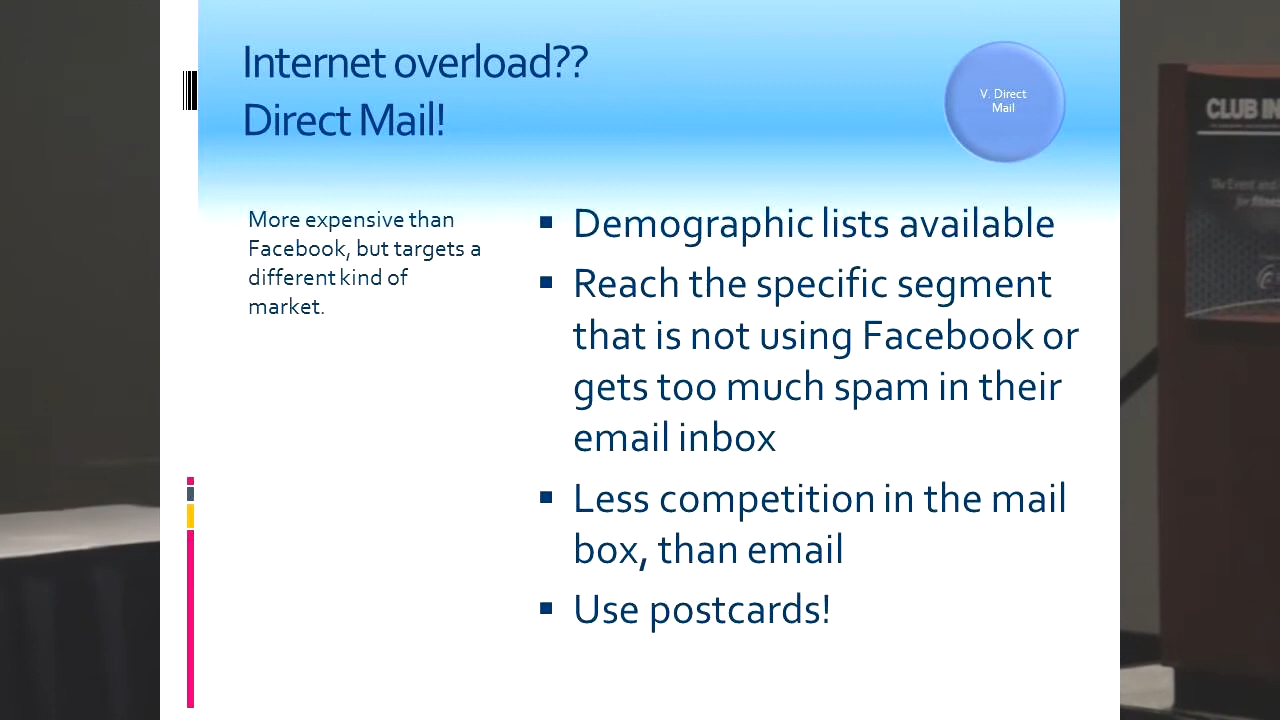 Internet overload??
Direct Mail!
V. Direct
Mail
More expensive than
Facebook, but targets a
different kind of
market.
▪ Demographic lists available
▪ Reach the specific segment
that is not using Facebook or
gets too much spam in their
email inbox
▪ Less competition in the mail
box, than email
▪ Use postcards!
CLUB IN